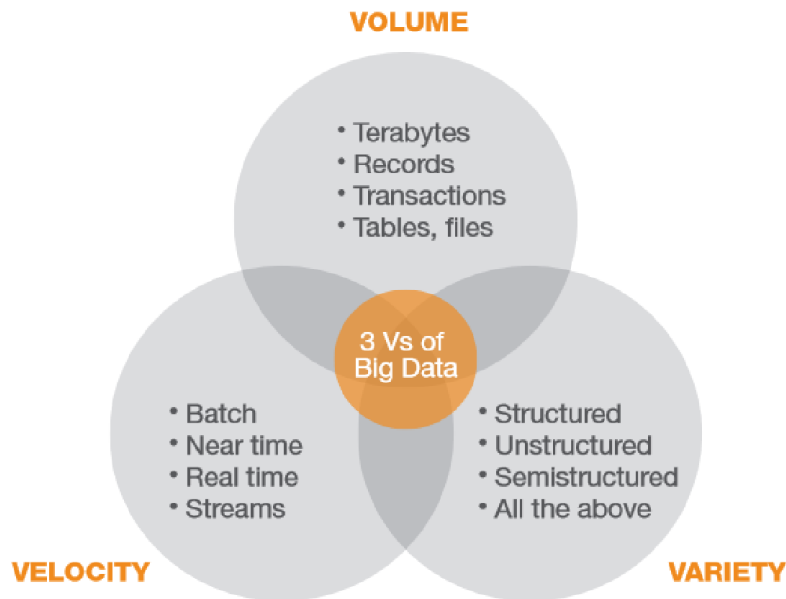 VOLUME
• Terabytes
• Records
• Transactions
• Tables, files
3 Vs of
Big Data
• Batch
• Near time
• Real time
• Streams
• Structured
• Unstructured
• Semistructured
• All the above
VELOCITY
VARIETY